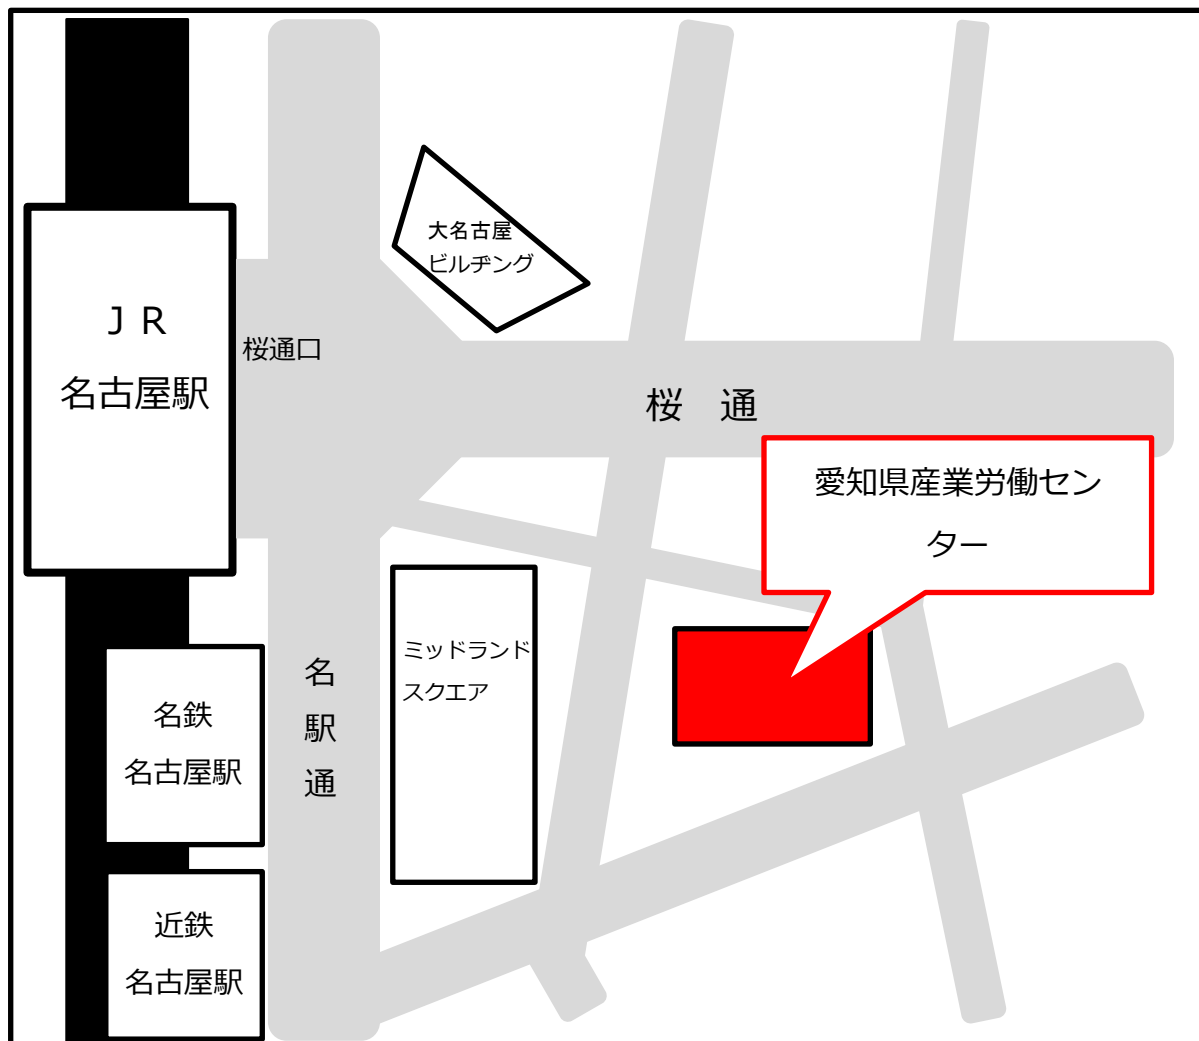 大名古屋
ビルヂング
ＪＲ
名古屋駅
桜通口
桜　通
愛知県産業労働セン
ター
ミッドランド
スクエア
名
駅
通
名鉄
名古屋駅
近鉄
名古屋駅